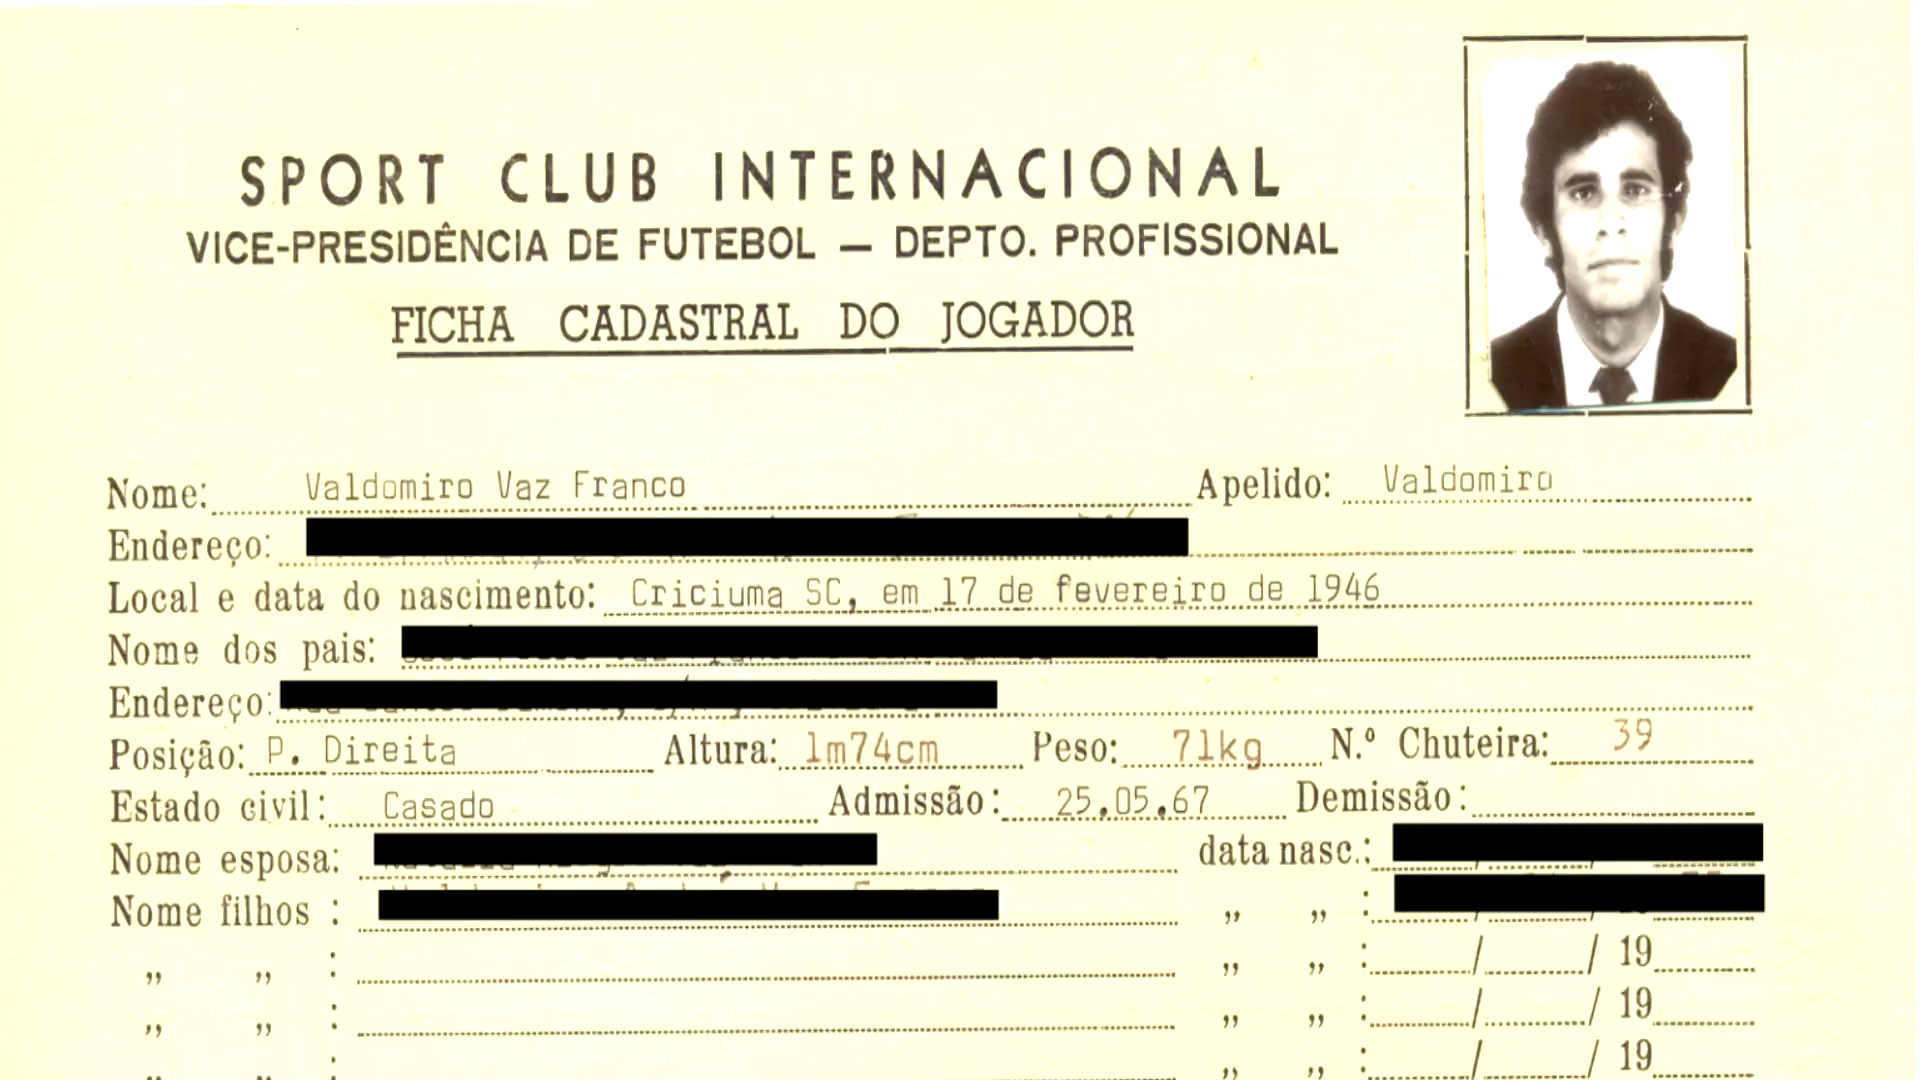 SPORT CLUB INTERNACIONAL
VICE-PRESIDÊNCIA DE FUTEBOL — DEPTO. PROFISSIONAL
FICHA CADASTRAL DO JOGADOR
Nome: Valdomiro Vaz Franco Apelido: Valdomiro
Endereço:
Local e data do nascimento: Criciuma SC, em 17 de fevereiro de 1946
Nome dos pais:
Endereço:
Posição: P. Direita Altura: 1m74cm Peso: 71kg N.º Chuteira: 39
Estado civil: Casado Admissão: 25.05.67 Demissão:
Nome esposa: data nasc.:
Nome filhos : ,, ,, :
,, ,, : ,, ,, : / / 19
,, ,, : ,, ,, : / / 19
,, ,, : ,, ,, : / / 19